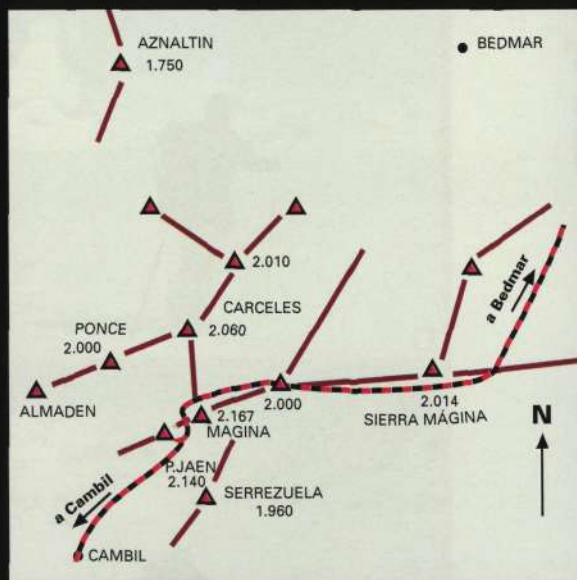 AZNALTIN
1.750
BEDMAR
2.010
CARCELES
2.060
PONCE
2.000
ALMADEN
a Bedmar
2.000
2.014
SIERRA MÁGINA
2.167
MAGINA
N
P.JAEN
2.140
SERREZUELA
1.960
a Cambil
CAMBIL